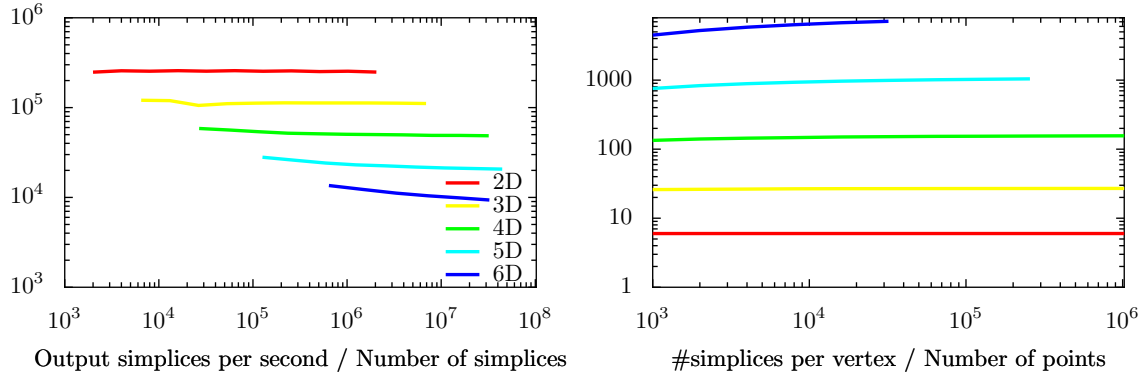 10^6
10^5
10^4
10^3
2D
3D
4D
5D
6D
10^3 10^4 10^5 10^6 10^7 10^8
Output simplices per second / Number of simplices
1000
100
10
1
10^3 10^4 10^5 10^6
#simplices per vertex / Number of points